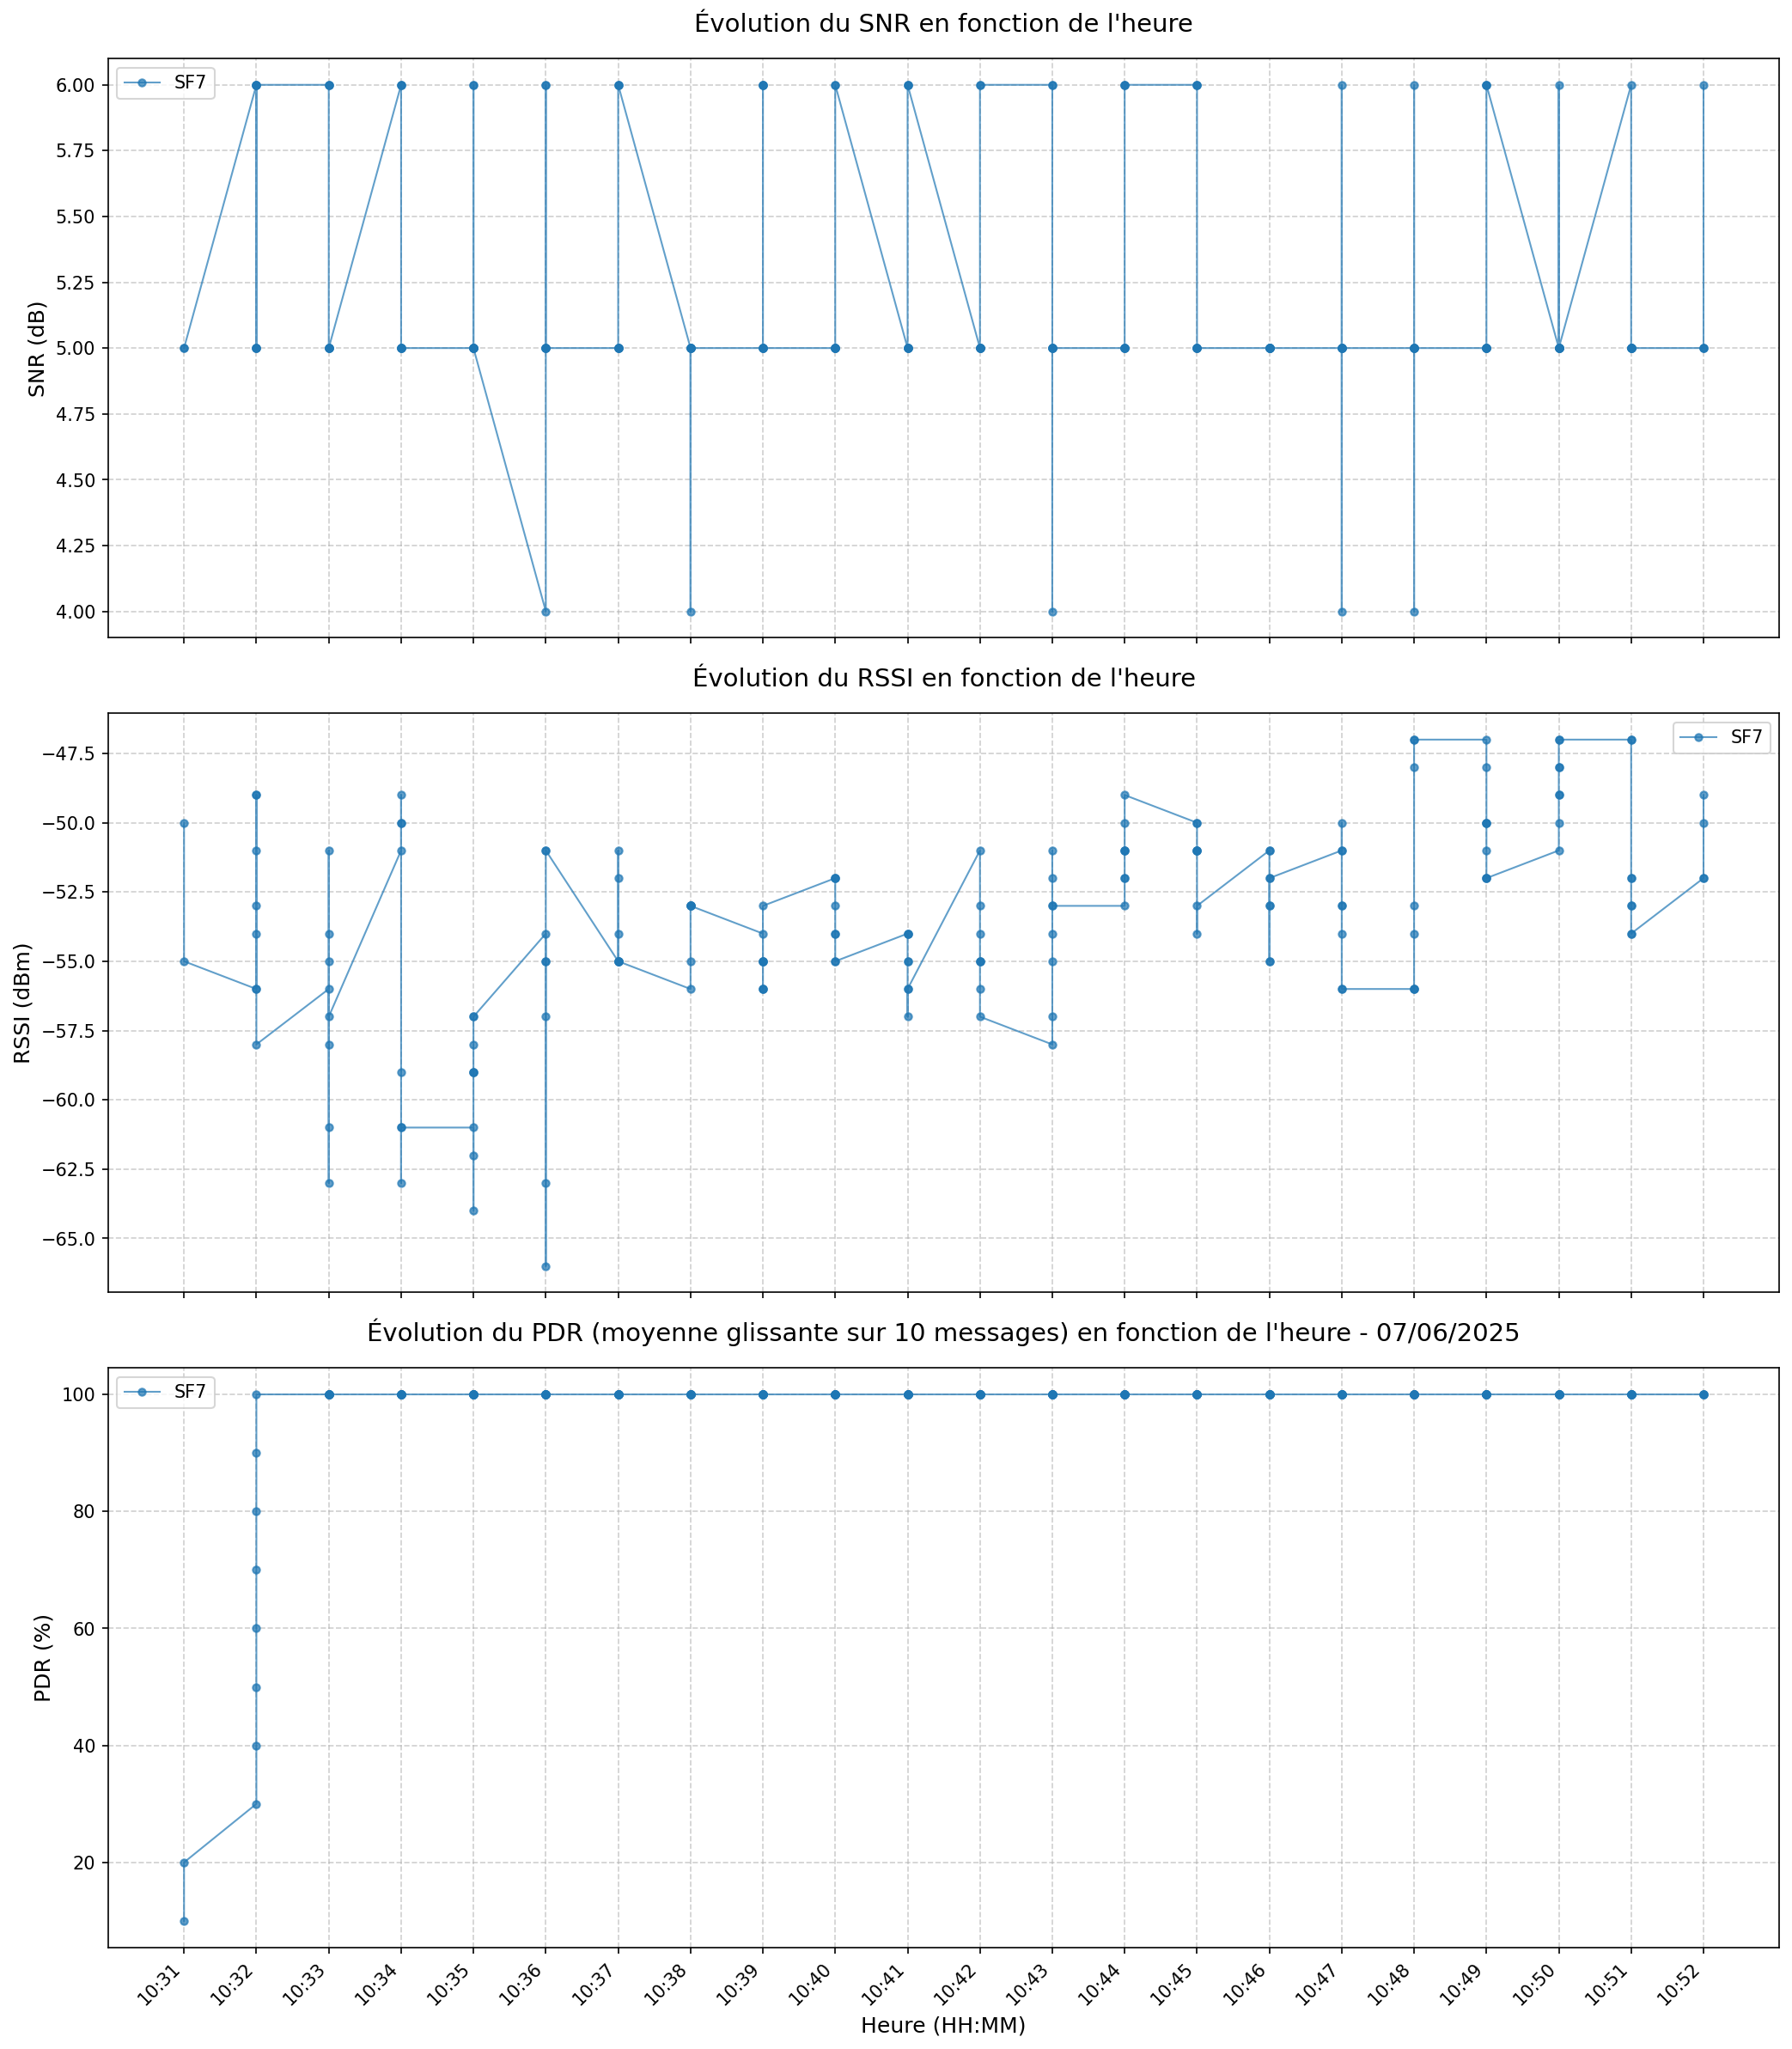 Évolution du SNR en fonction de l'heure
SF7
6.00
5.75
5.50
5.25
5.00
4.75
4.50
4.25
4.00
SNR (dB)
Évolution du RSSI en fonction de l'heure
SF7
−47.5
−50.0
−52.5
−55.0
−57.5
−60.0
−62.5
−65.0
RSSI (dBm)
Évolution du PDR (moyenne glissante sur 10 messages) en fonction de l'heure - 07/06/2025
SF7
100
80
60
40
20
PDR (%)
10:31 10:32 10:33 10:34 10:35 10:36 10:37 10:38 10:39 10:40 10:41 10:42 10:43 10:44 10:45 10:46 10:47 10:48 10:49 10:50 10:51 10:52
Heure (HH:MM)